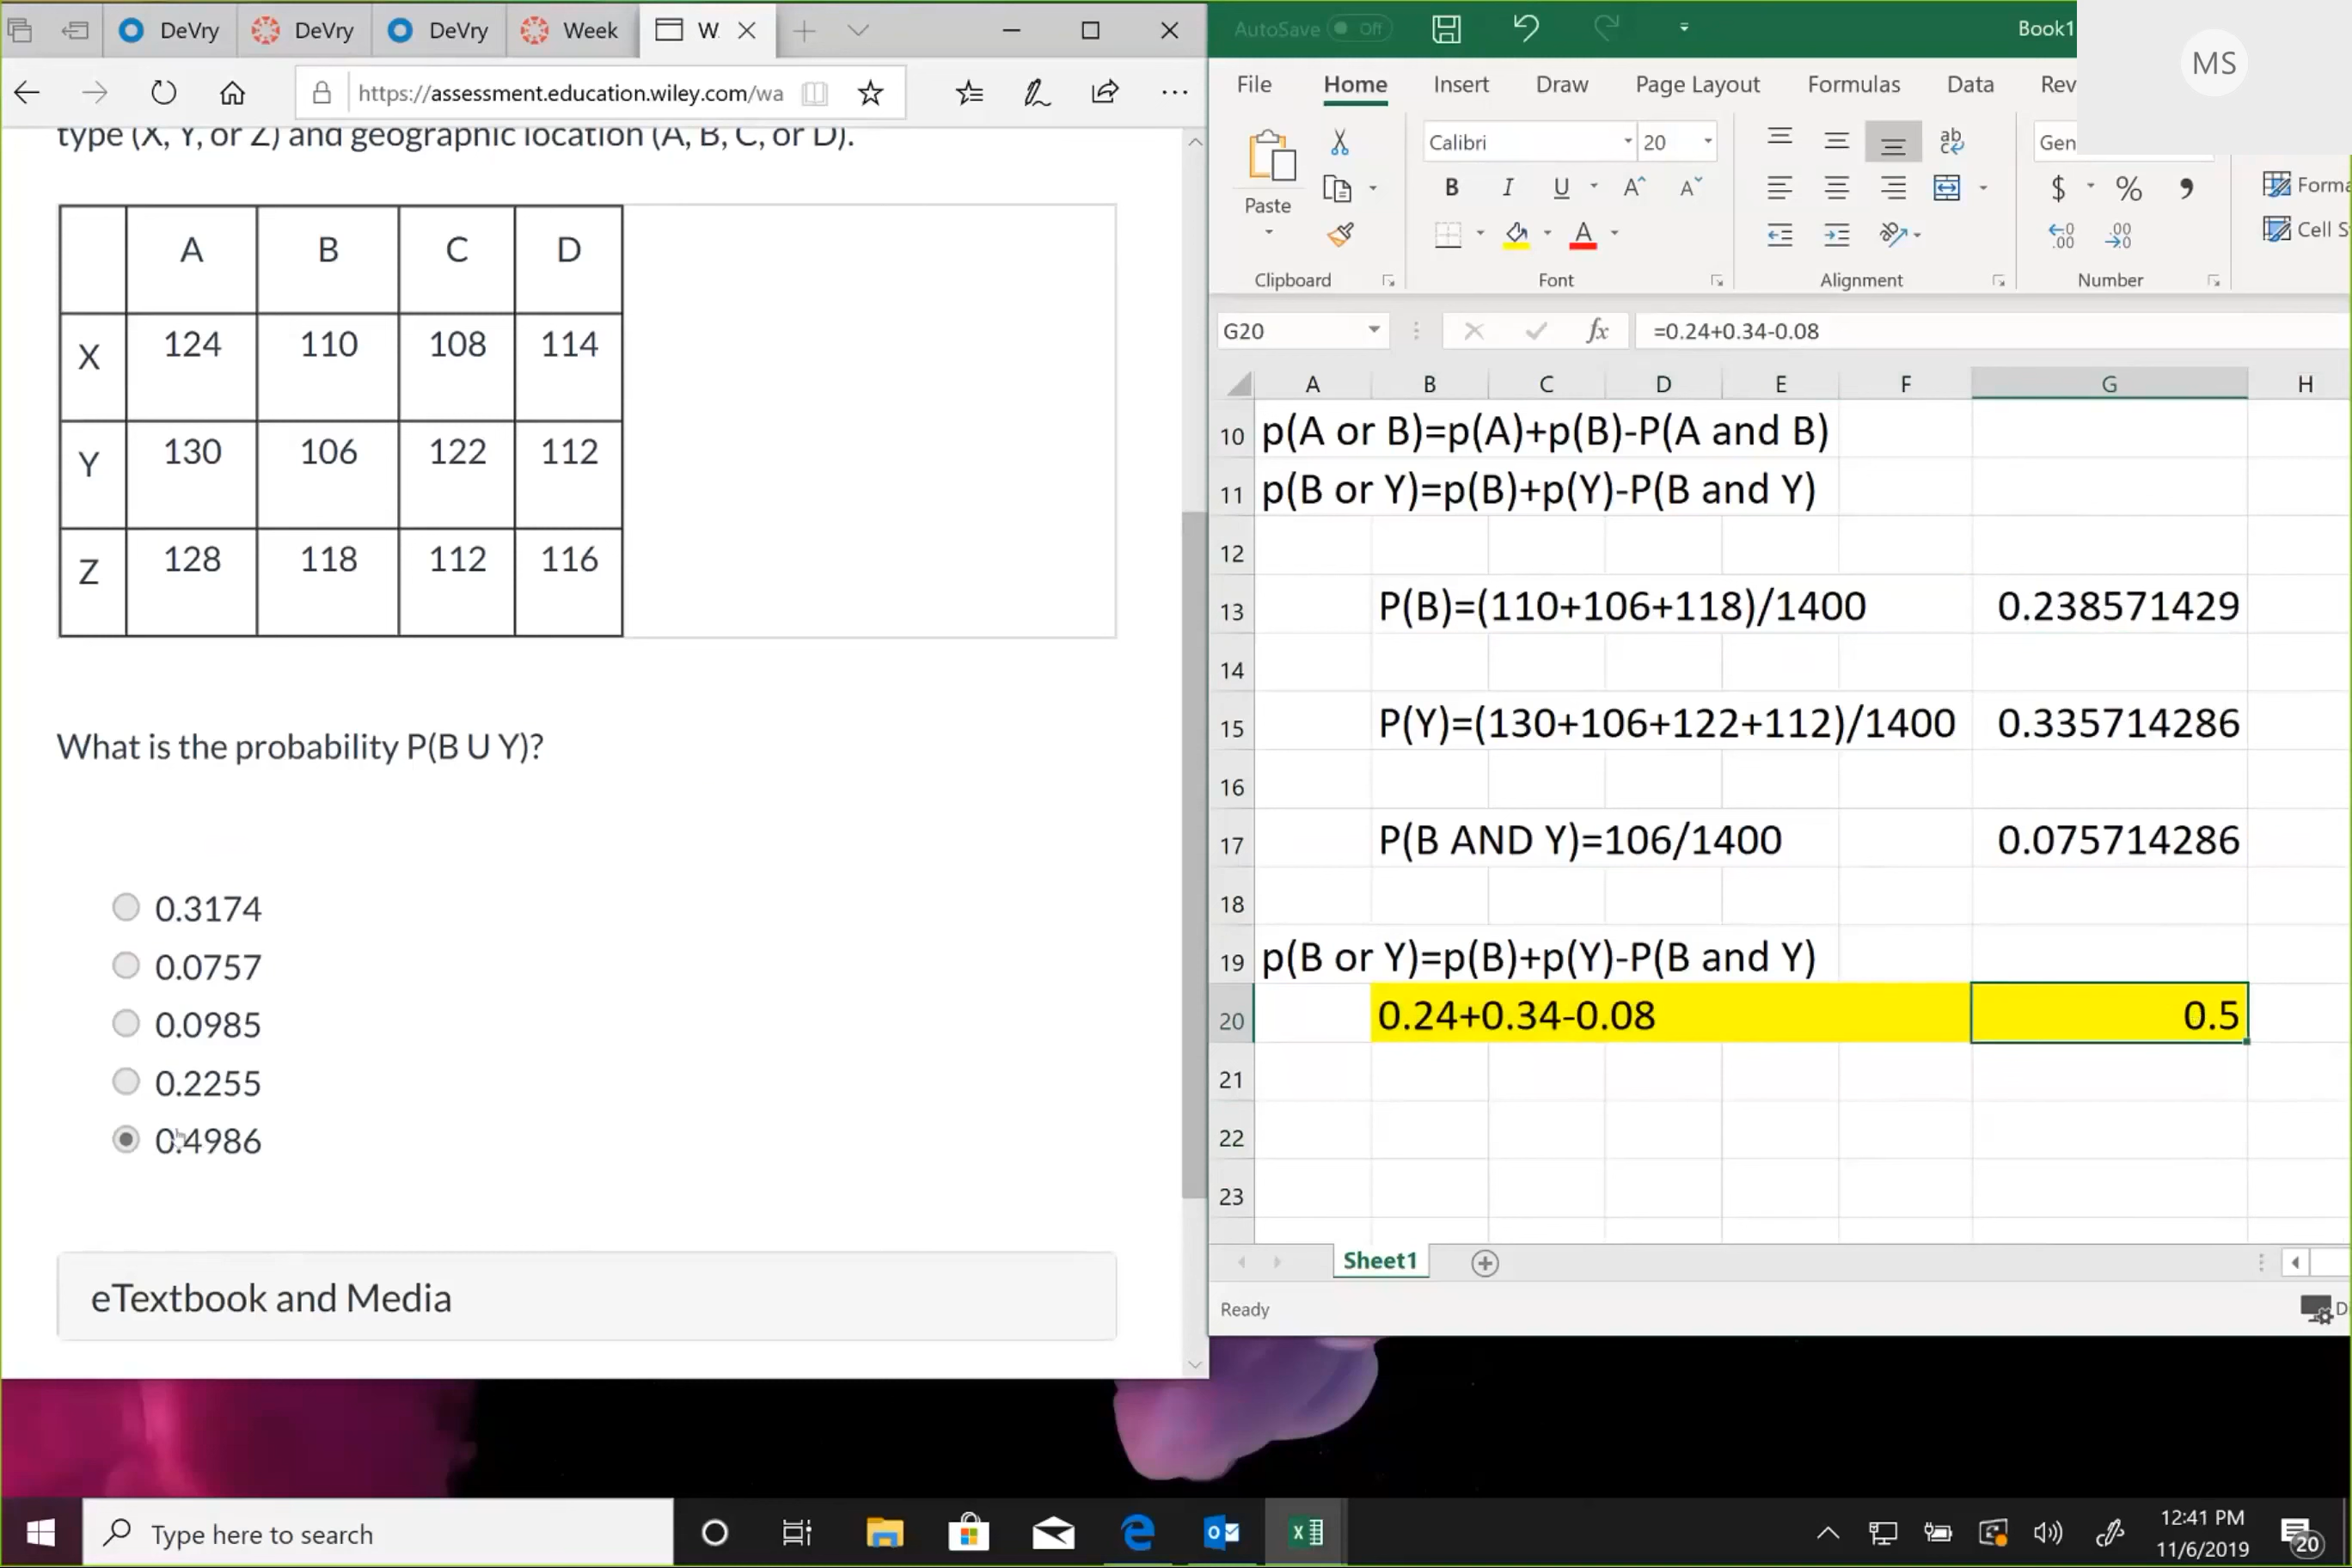 DeVry
DeVry
DeVry
Week
W
https://assessment.education.wiley.com/wa
type (X, Y, or Z) and geographic location (A, B, C, or D).
A B C D
X 124 110 108 114
Y 130 106 122 112
Z 128 118 112 116
What is the probability P(B U Y)?
0.3174
0.0757
0.0985
0.2255
0.4986
eTextbook and Media
AutoSave Off
Book1
MS
File Home Insert Draw Page Layout Formulas Data Rev
Paste
Calibri 20
B I U A A
A
ab
Gen
$ % ,
Forma
Cell S
Clipboard Font Alignment Number
G20 fx =0.24+0.34-0.08
A B C D E F G H
10 p(A or B)=p(A)+p(B)-P(A and B)
11 p(B or Y)=p(B)+p(Y)-P(B and Y)
12
13 P(B)=(110+106+118)/1400 0.238571429
14
15 P(Y)=(130+106+122+112)/1400 0.335714286
16
17 P(B AND Y)=106/1400 0.075714286
18
19 p(B or Y)=p(B)+p(Y)-P(B and Y)
20 0.24+0.34-0.08 0.5
21
22
23
Sheet1
Ready
D
Type here to search
12:41 PM
11/6/2019
20